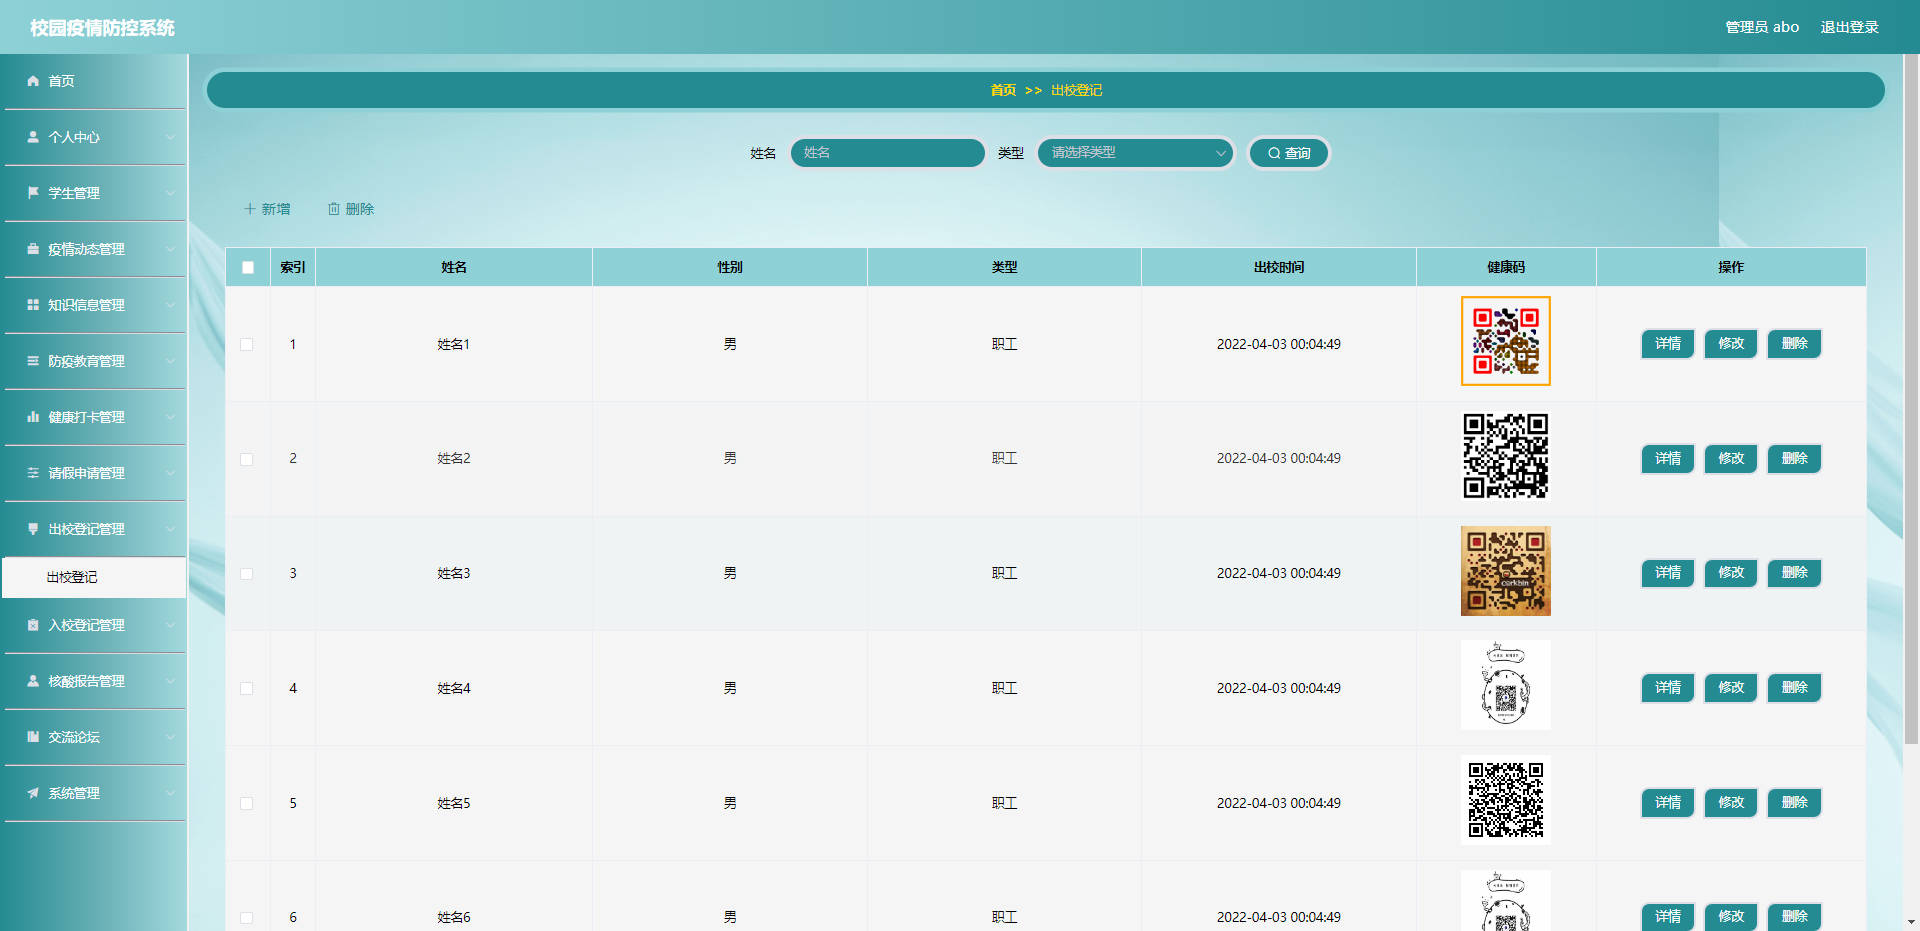 校园疫情防控系统
管理员 abo 退出登录
首页
个人中心
学生管理
疫情动态管理
知识信息管理
防疫教育管理
健康打卡管理
请假申请管理
出校登记管理
出校登记
入校登记管理
核酸报告管理
交流论坛
系统管理
首页 >> 出校登记
姓名 姓名 类型 请选择类型 查询
新增 删除
索引 姓名 性别 类型 出校时间 健康码 操作
1 姓名1 男 职工 2022-04-03 00:04:49 详情 修改 删除
2 姓名2 男 职工 2022-04-03 00:04:49 详情 修改 删除
3 姓名3 男 职工 2022-04-03 00:04:49 详情 修改 删除
4 姓名4 男 职工 2022-04-03 00:04:49 详情 修改 删除
5 姓名5 男 职工 2022-04-03 00:04:49 详情 修改 删除
6 姓名6 男 职工 2022-04-03 00:04:49 详情 修改 删除